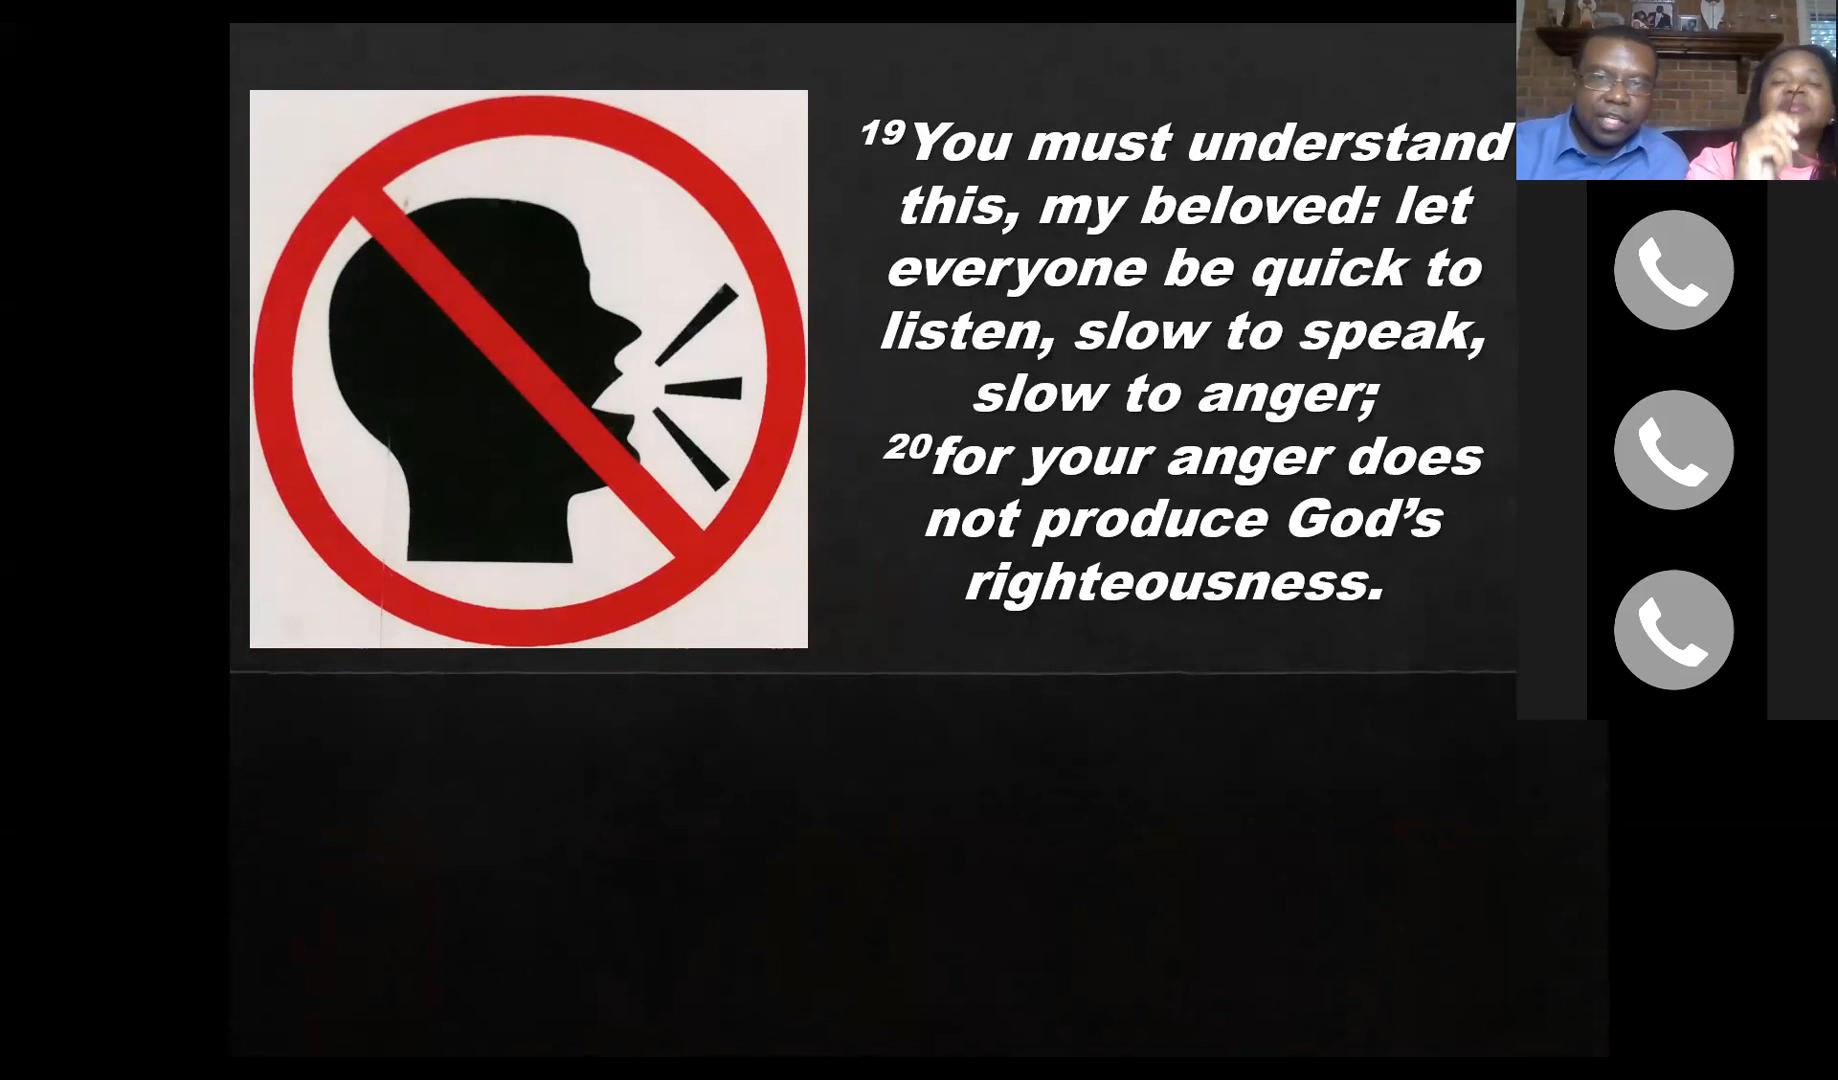 19You must understand
this, my beloved: let
everyone be quick to
listen, slow to speak,
slow to anger;
20for your anger does
not produce God’s
righteousness.